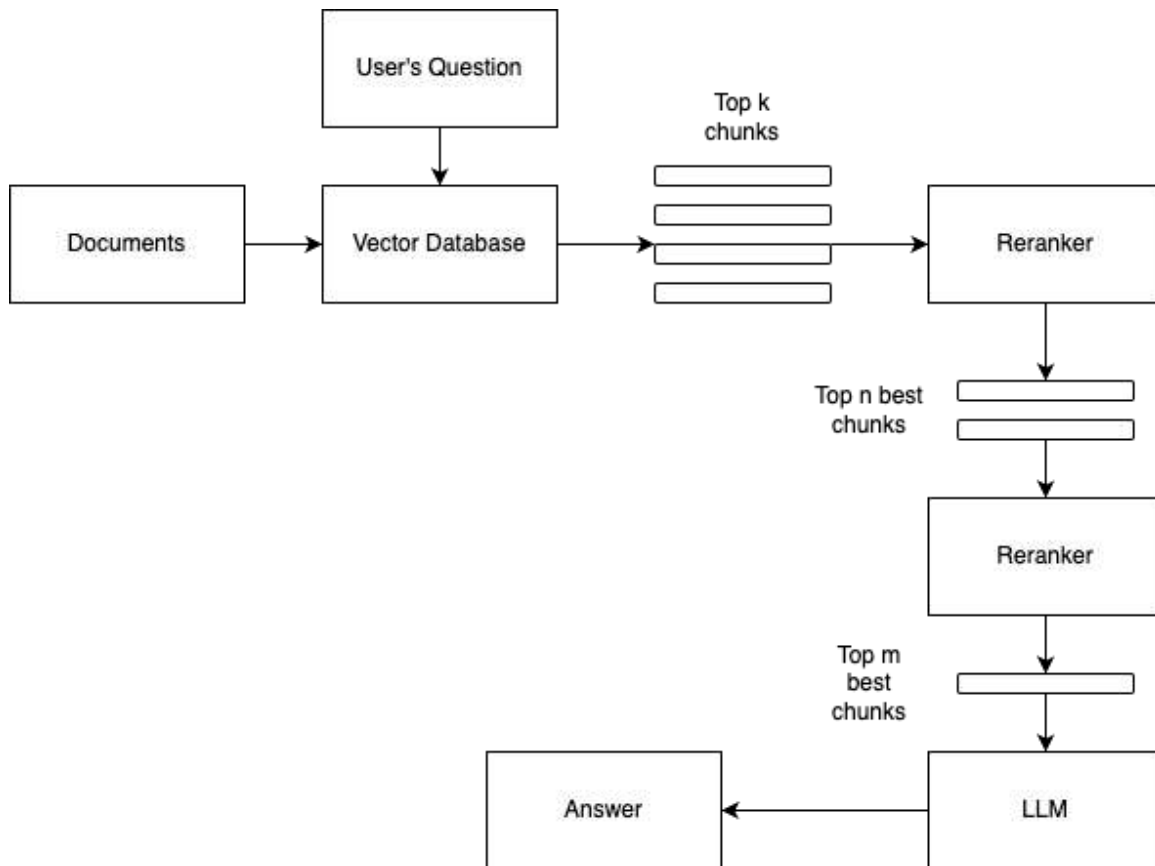 User's Question
Top k
chunks
Documents
Vector Database
Reranker
Top n best
chunks
Reranker
Top m
best
chunks
Answer
LLM